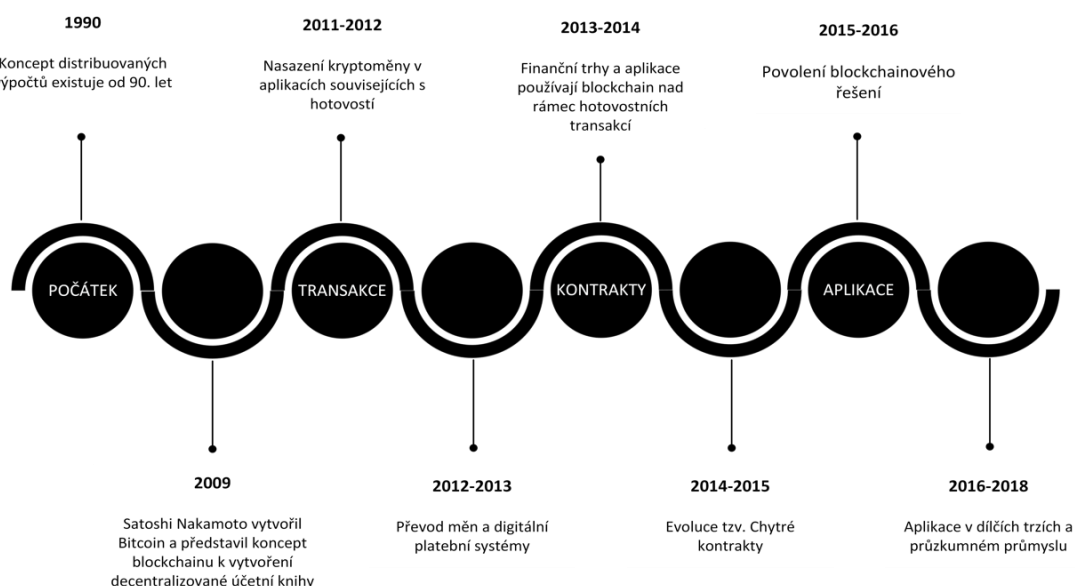 1990
Koncept distribuovaných
výpočtů existuje od 90. let
2011-2012
Nasazení kryptoměny v
aplikacích souvisejících s
hotovostí
2013-2014
Finanční trhy a aplikace
používají blockchain nad
rámec hotovostních
transakcí
2015-2016
Povolení blockchainového
řešení
POČÁTEK
TRANSAKCE
KONTRAKTY
APLIKACE
2009
Satoshi Nakamoto vytvořil
Bitcoin a představil koncept
blockchainu k vytvoření
decentralizované účetní knihy
2012-2013
Převod měn a digitální
platební systémy
2014-2015
Evoluce tzv. Chytré
kontrakty
2016-2018
Aplikace v dílčích trzích a
průzkumném průmyslu